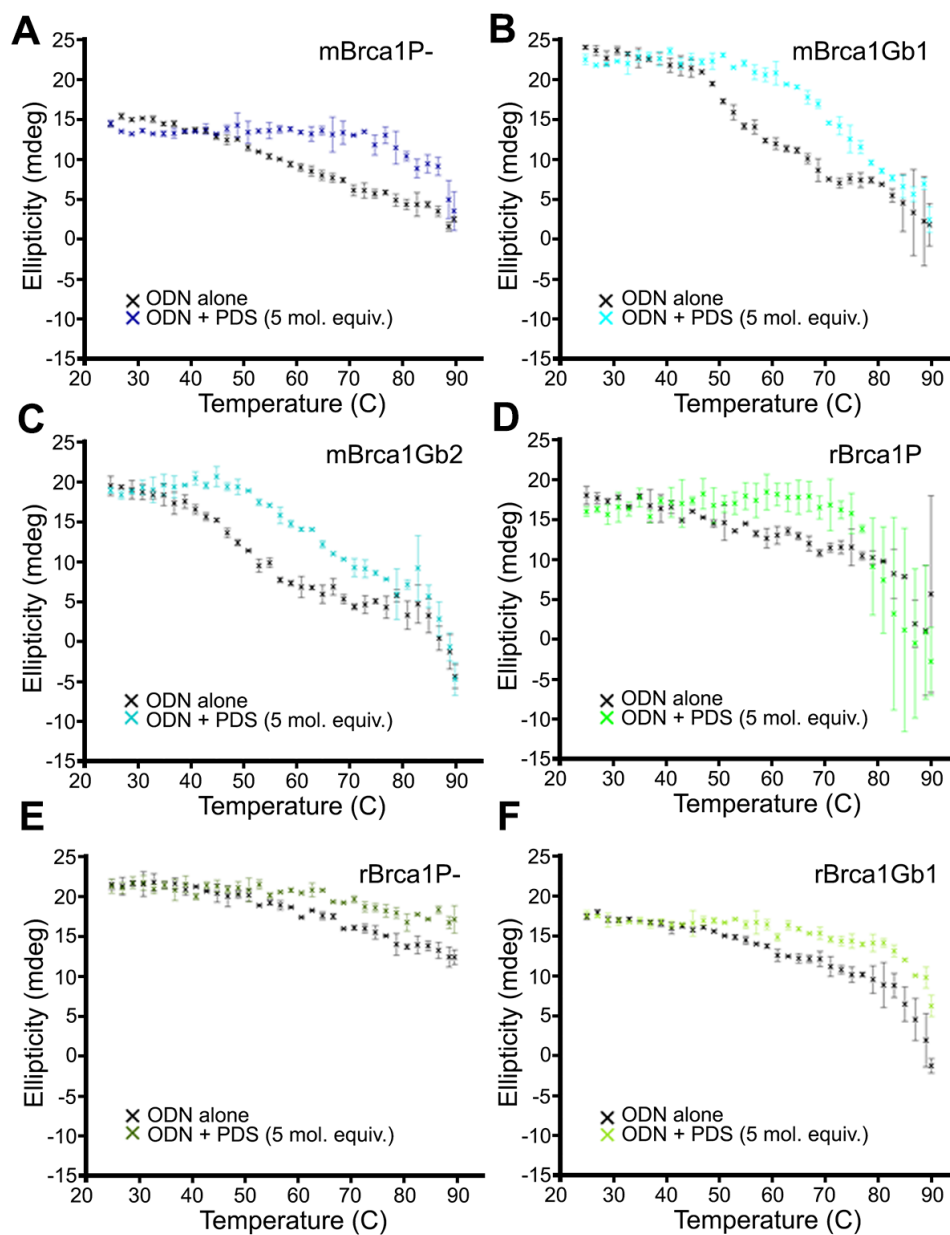 A
mBrca1P-
25
20
15
10
5
0
-5
-10
-15
Ellipticity (mdeg)
ODN alone
ODN + PDS (5 mol. equiv.)
20 30 40 50 60 70 80 90
Temperature (C)
B
mBrca1Gb1
25
20
15
10
5
0
-5
-10
-15
Ellipticity (mdeg)
ODN alone
ODN + PDS (5 mol. equiv.)
20 30 40 50 60 70 80 90
Temperature (C)
C
mBrca1Gb2
25
20
15
10
5
0
-5
-10
-15
Ellipticity (mdeg)
ODN alone
ODN + PDS (5 mol. equiv.)
20 30 40 50 60 70 80 90
Temperature (C)
D
rBrca1P
25
20
15
10
5
0
-5
-10
-15
Ellipticity (mdeg)
ODN alone
ODN + PDS (5 mol. equiv.)
20 30 40 50 60 70 80 90
Temperature (C)
E
rBrca1P-
25
20
15
10
5
0
-5
-10
-15
Ellipticity (mdeg)
ODN alone
ODN + PDS (5 mol. equiv.)
20 30 40 50 60 70 80 90
Temperature (C)
F
rBrca1Gb1
25
20
15
10
5
0
-5
-10
-15
Ellipticity (mdeg)
ODN alone
ODN + PDS (5 mol. equiv.)
20 30 40 50 60 70 80 90
Temperature (C)